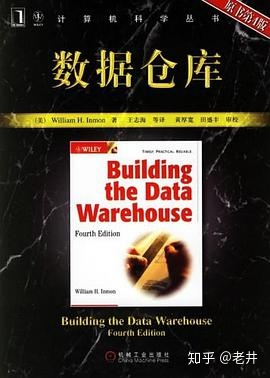 计算机科学丛书
原书第4版
数据仓库
(美) William H. Inmon 著 王志海 等译 黄厚宽 田盛丰 审校
WILEY
TIMELY. PRACTICAL. RELIABLE.
Building
the Data
Warehouse
Fourth Edition
William H. Inmon
Building the Data Warehouse
Fourth Edition
机械工业出版社
China Machine Press
知乎 @老井